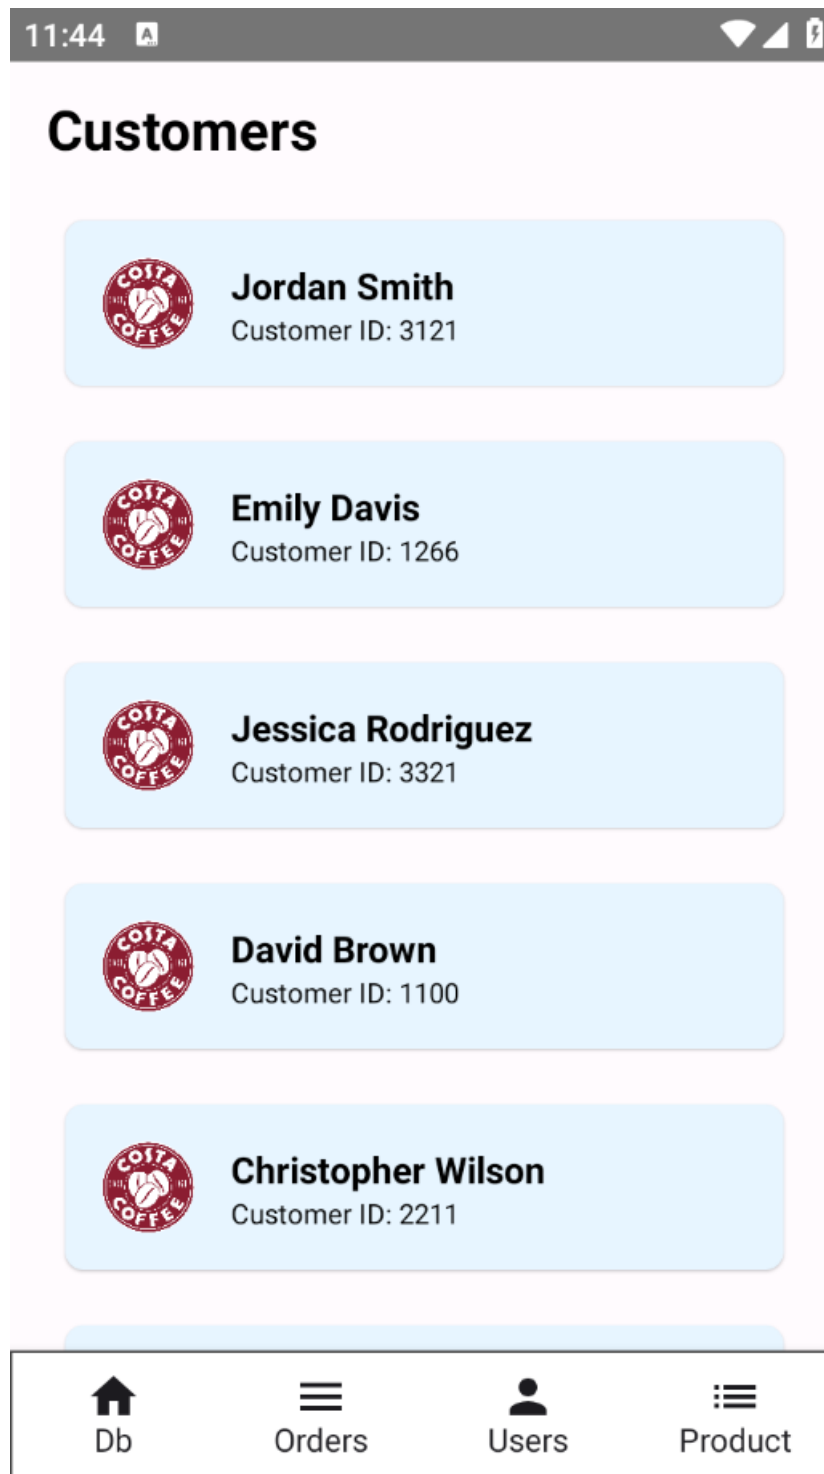 11:44
Customers
COSTA
COFFEE
Jordan Smith
Customer ID: 3121
COSTA
COFFEE
Emily Davis
Customer ID: 1266
COSTA
COFFEE
Jessica Rodriguez
Customer ID: 3321
COSTA
COFFEE
David Brown
Customer ID: 1100
COSTA
COFFEE
Christopher Wilson
Customer ID: 2211
Db
Orders
Users
Product